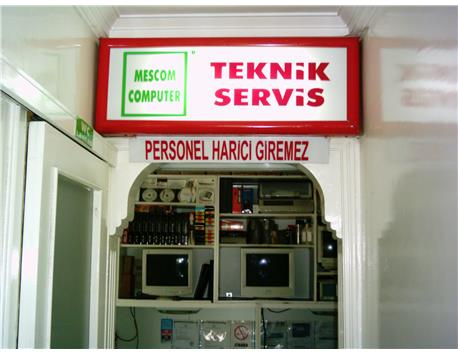 MESCOM
COMPUTER
TEKNiK
SERViS
PERSONEL HARiCi GiREMEZ